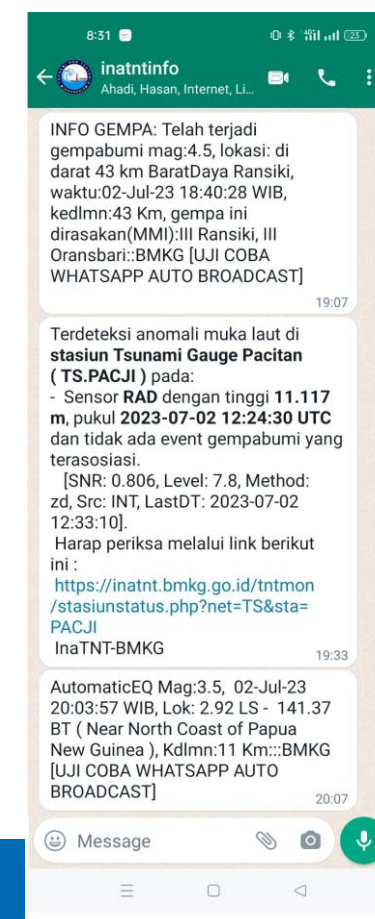 8:31
23
inatntinfo
Ahadi, Hasan, Internet, Li...
INFO GEMPA: Telah terjadi
gempabumi mag:4.5, lokasi: di
darat 43 km BaratDaya Ransiki,
waktu:02-Jul-23 18:40:28 WIB,
kedlmn:43 Km, gempa ini
dirasakan(MMI):III Ransiki, III
Oransbari::BMKG [UJI COBA
WHATSAPP AUTO BROADCAST]
19:07
Terdeteksi anomali muka laut di
stasiun Tsunami Gauge Pacitan
( TS.PACJI ) pada:
- Sensor RAD dengan tinggi 11.117
m, pukul 2023-07-02 12:24:30 UTC
dan tidak ada event gempabumi yang
terasosiasi.
[SNR: 0.806, Level: 7.8, Method:
zd, Src: INT, LastDT: 2023-07-02
12:33:10].
Harap periksa melalui link berikut
ini :
https://inatnt.bmkg.go.id/tntmon
/stasiunstatus.php?net=TS&sta=
PACJI
InaTNT-BMKG
19:33
AutomaticEQ Mag:3.5, 02-Jul-23
20:03:57 WIB, Lok: 2.92 LS - 141.37
BT ( Near North Coast of Papua
New Guinea ), Kdlmn:11 Km:::BMKG
[UJI COBA WHATSAPP AUTO
BROADCAST]
20:07
Message